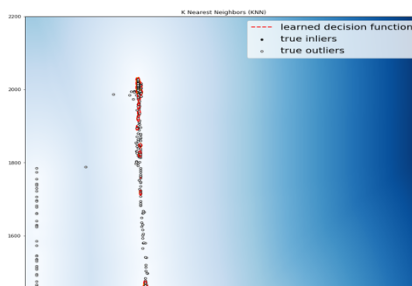 K Nearest Neighbors (KNN)
learned decision function
true inliers
true outliers
2200
2000
1800
1600